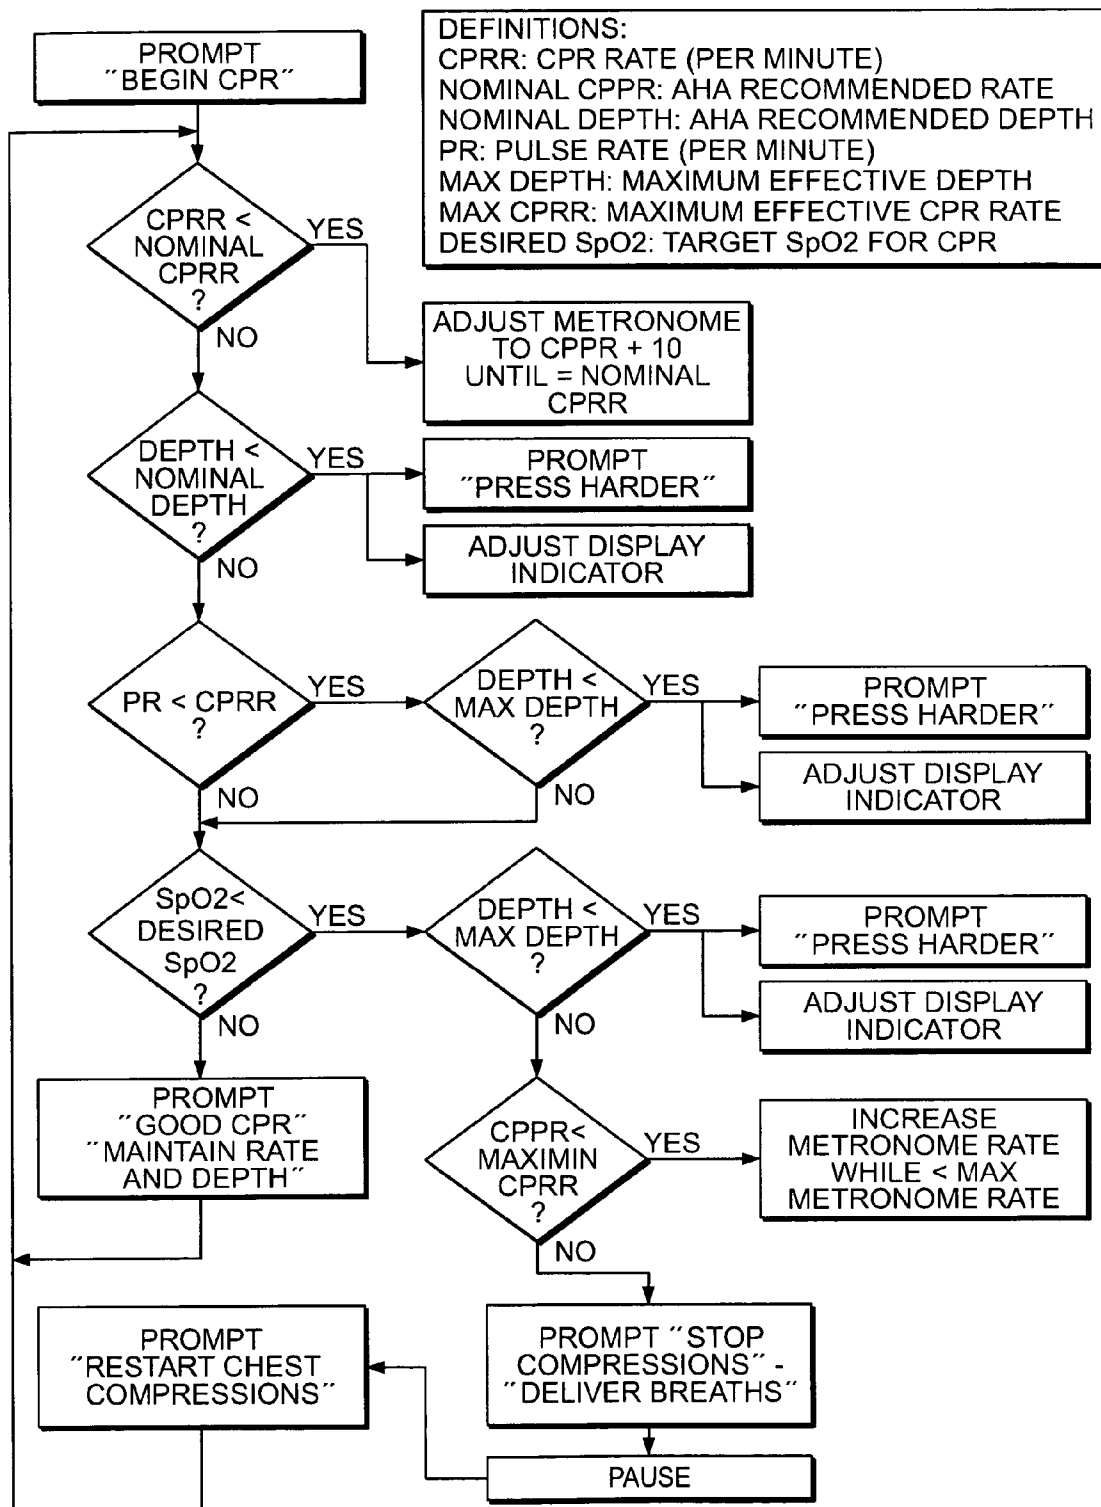 PROMPT
"BEGIN CPR"
DEFINITIONS:
CPRR: CPR RATE (PER MINUTE)
NOMINAL CPPR: AHA RECOMMENDED RATE
NOMINAL DEPTH: AHA RECOMMENDED DEPTH
PR: PULSE RATE (PER MINUTE)
MAX DEPTH: MAXIMUM EFFECTIVE DEPTH
MAX CPRR: MAXIMUM EFFECTIVE CPR RATE
DESIRED SpO2: TARGET SpO2 FOR CPR
CPRR <
NOMINAL
CPRR
?
YES
NO
ADJUST METRONOME
TO CPPR + 10
UNTIL = NOMINAL
CPRR
DEPTH <
NOMINAL
DEPTH
?
YES
NO
PROMPT
"PRESS HARDER"
ADJUST DISPLAY
INDICATOR
PR < CPRR
?
YES
NO
DEPTH <
MAX DEPTH
?
YES
NO
PROMPT
"PRESS HARDER"
ADJUST DISPLAY
INDICATOR
SpO2<
DESIRED
SpO2
?
YES
NO
DEPTH <
MAX DEPTH
?
YES
NO
PROMPT
"PRESS HARDER"
ADJUST DISPLAY
INDICATOR
PROMPT
"GOOD CPR"
"MAINTAIN RATE
AND DEPTH"
CPPR<
MAXIMIN
CPRR
?
YES
NO
INCREASE
METRONOME RATE
WHILE < MAX
METRONOME RATE
PROMPT
"RESTART CHEST
COMPRESSIONS"
PROMPT "STOP
COMPRESSIONS" -
"DELIVER BREATHS"
PAUSE